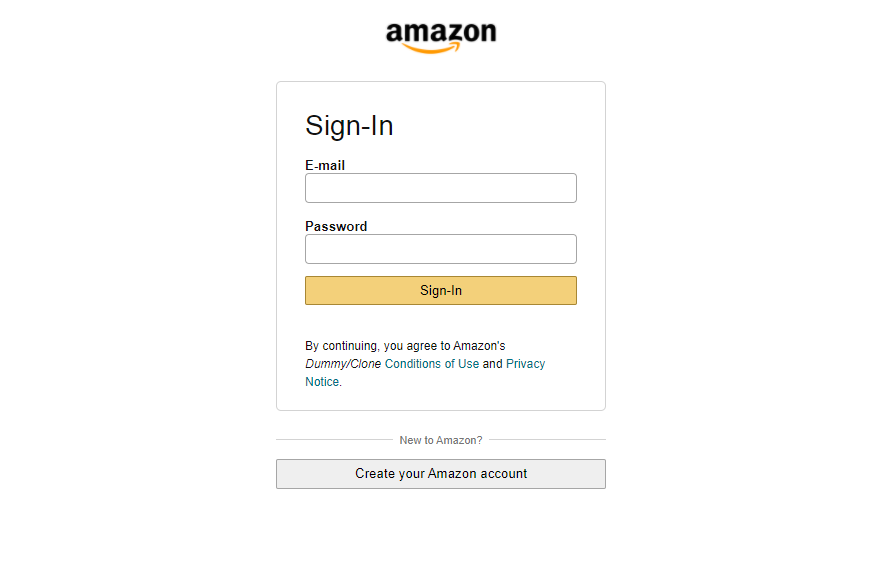 amazon
Sign-In
E-mail
Password
Sign-In
By continuing, you agree to Amazon's
Dummy/Clone Conditions of Use and Privacy
Notice.
New to Amazon?
Create your Amazon account